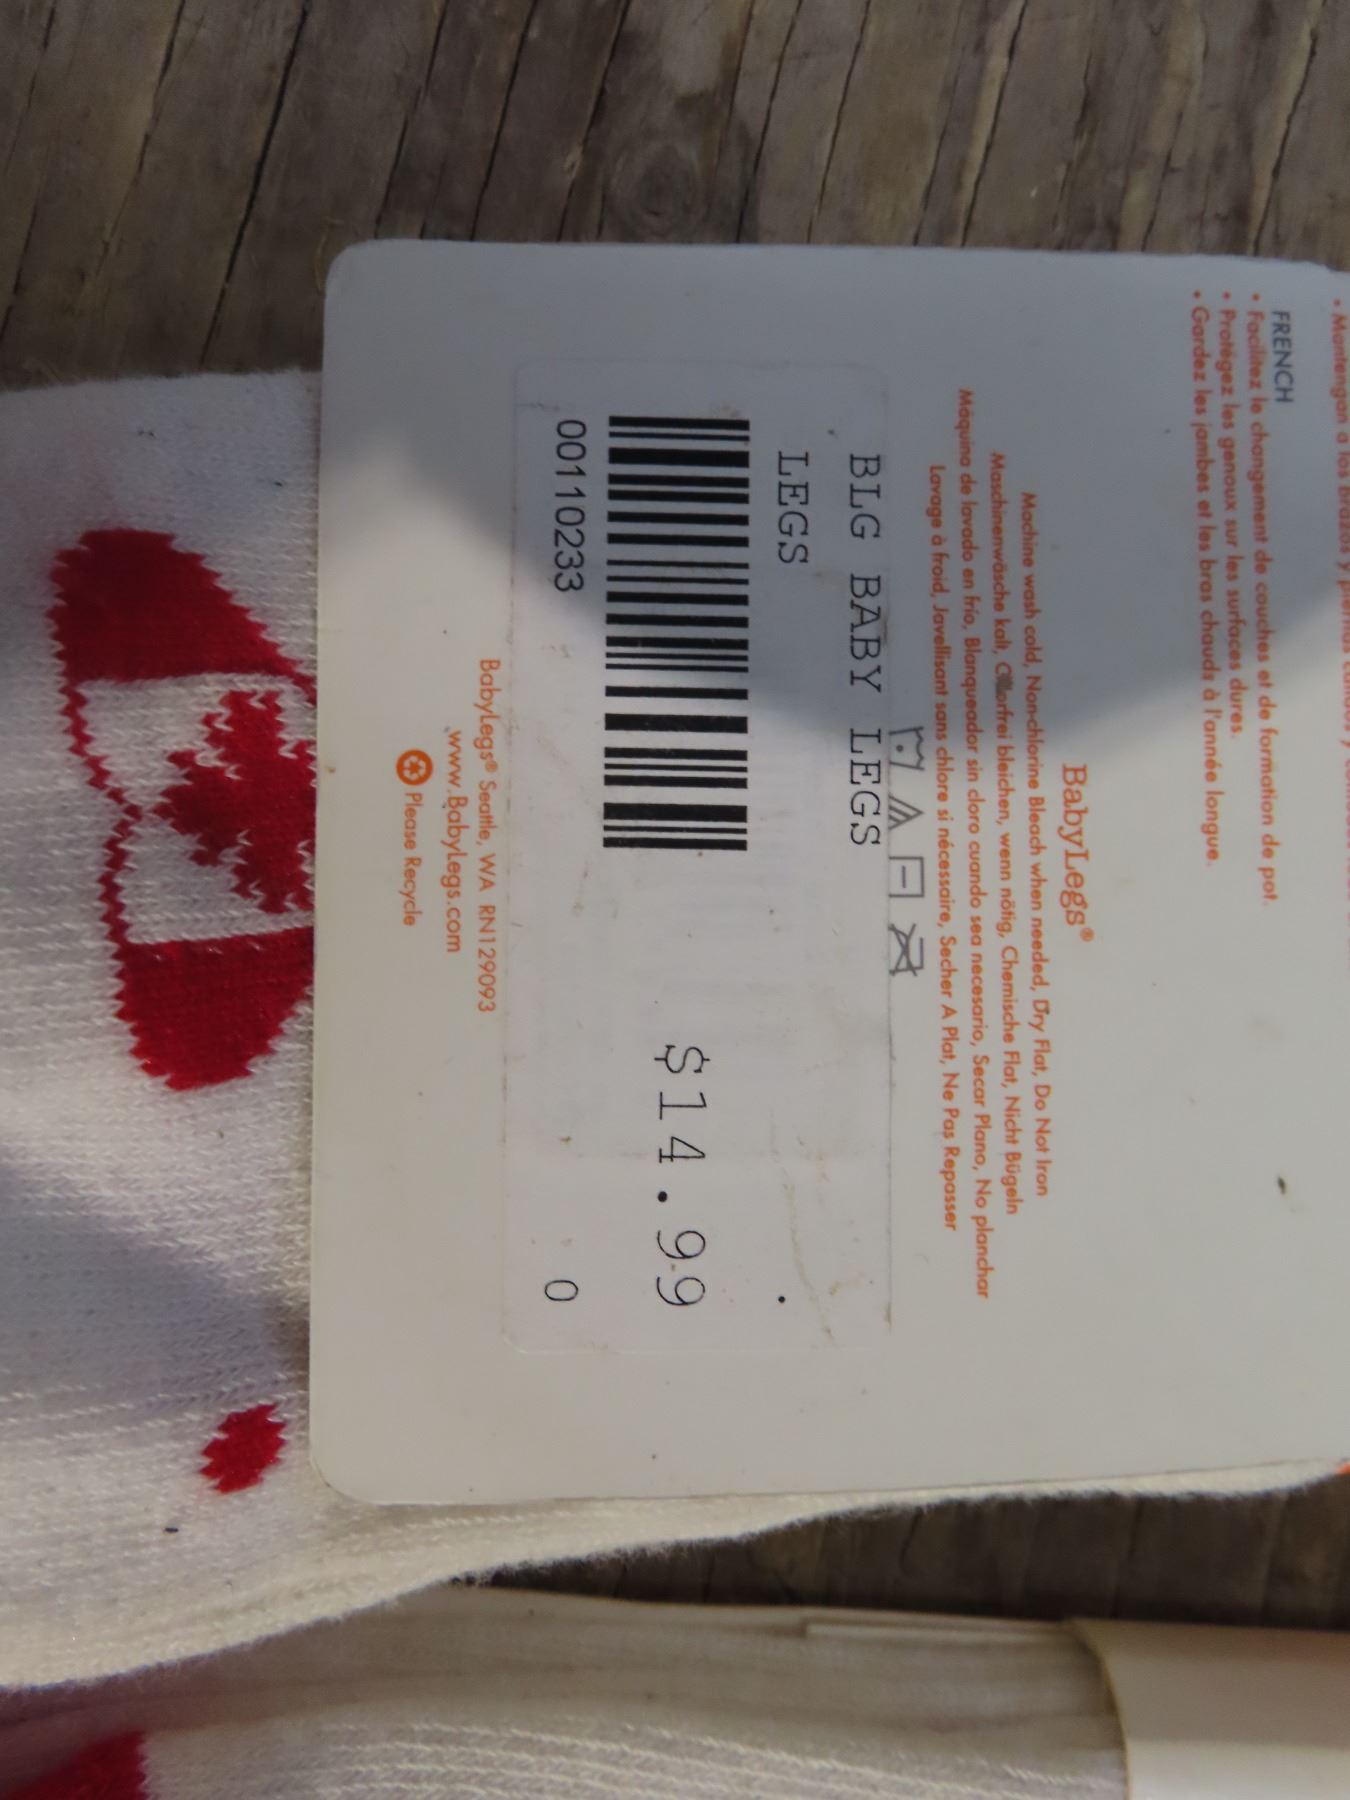 • Mantengan a los brazos y
FRENCH
• Facilitez le changement de couches et de formation de pot.
• Protégez les genoux sur les surfaces dures.
• Gardez les jambes et les bras chauds à l'année longue.
BabyLegs®
Machine wash cold, Non-chlorine Bleach when needed, Dry Flat, Do Not Iron
Maschinenwäsche kalt, bleichen, wenn nötig, Chemische Flat, Nicht Bügeln
Máquina de lavado en frío, Blanqueador sin cloro cuando sea necesario, Secar Plano, No planchar
Lavage à froid, Javellisant sans chlore si nécessaire, Secher A Plat, Ne Pas Repasser
BLG BABY LEGS
LEGS
$14.99
00110233
0
BabyLegs® Seattle, WA RN129093
www.BabyLegs.com
Please Recycle